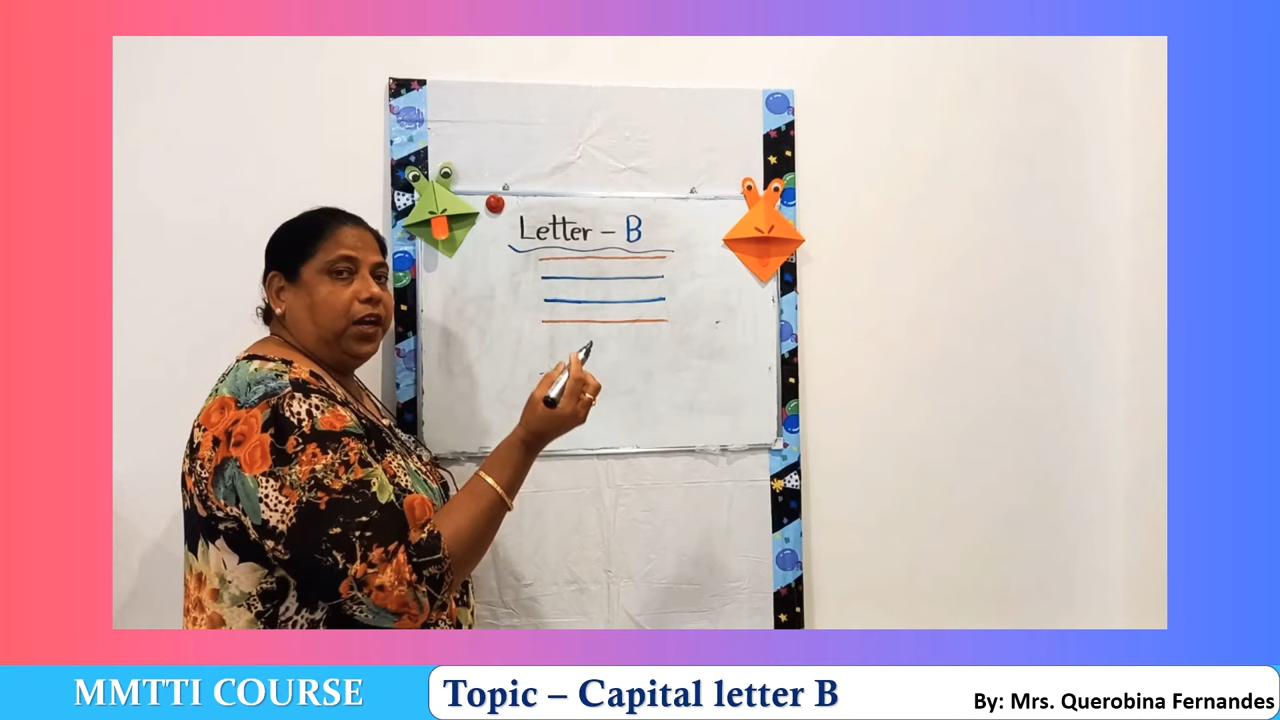 Letter – B
MMTTI COURSE
Topic – Capital letter B
By: Mrs. Querobina Fernandes